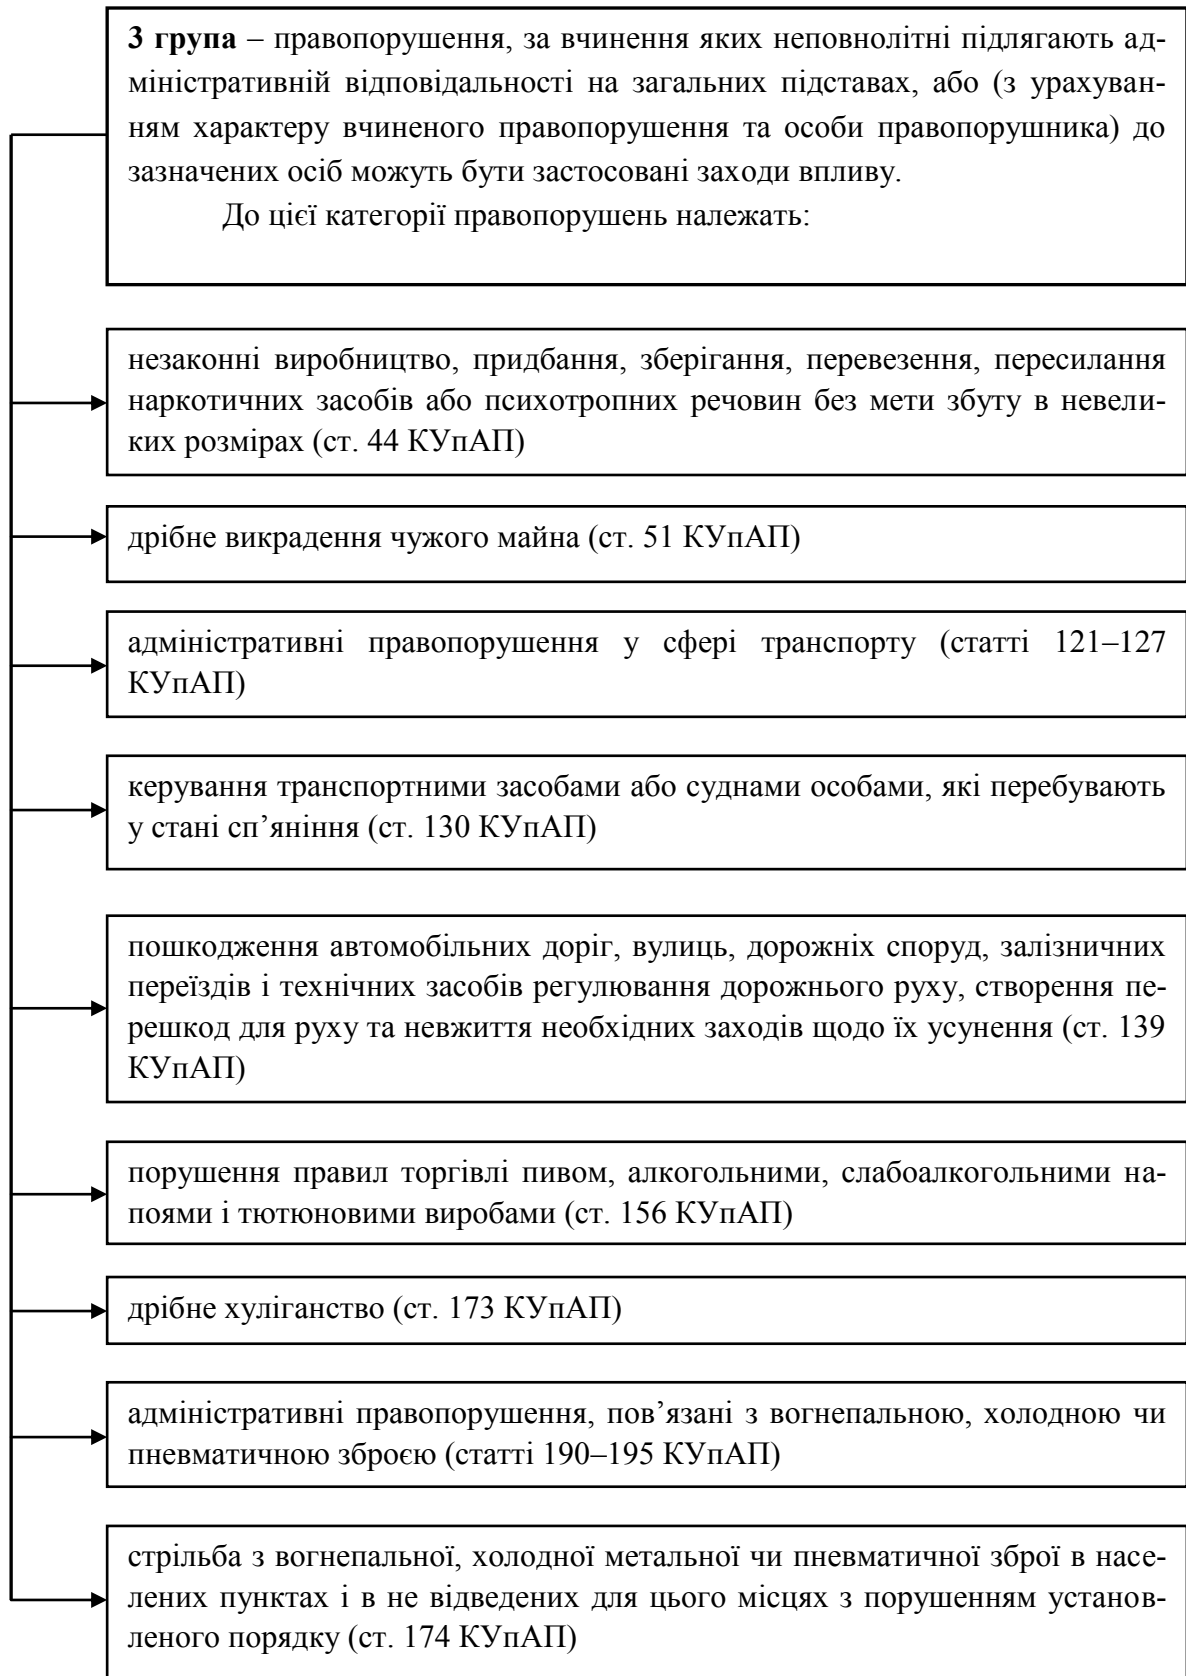 3 група – правопорушення, за вчинення яких неповнолітні підлягають ад-
міністративній відповідальності на загальних підставах, або (з урахуван-
ням характеру вчиненого правопорушення та особи правопорушника) до
зазначених осіб можуть бути застосовані заходи впливу.
До цієї категорії правопорушень належать:
незаконні виробництво, придбання, зберігання, перевезення, пересилання
наркотичних засобів або психотропних речовин без мети збуту в невели-
ких розмірах (ст. 44 КУпАП)
дрібне викрадення чужого майна (ст. 51 КУпАП)
адміністративні правопорушення у сфері транспорту (статті 121–127
КУпАП)
керування транспортними засобами або суднами особами, які перебувають
у стані сп’яніння (ст. 130 КУпАП)
пошкодження автомобільних доріг, вулиць, дорожніх споруд, залізничних
переїздів і технічних засобів регулювання дорожнього руху, створення пе-
решкод для руху та невжиття необхідних заходів щодо їх усунення (ст. 139
КУпАП)
порушення правил торгівлі пивом, алкогольними, слабоалкогольними на-
поями і тютюновими виробами (ст. 156 КУпАП)
дрібне хуліганство (ст. 173 КУпАП)
адміністративні правопорушення, пов’язані з вогнепальною, холодною чи
пневматичною зброєю (статті 190–195 КУпАП)
стрільба з вогнепальної, холодної метальної чи пневматичної зброї в насе-
лених пунктах і в не відведених для цього місцях з порушенням установ-
леного порядку (ст. 174 КУпАП)